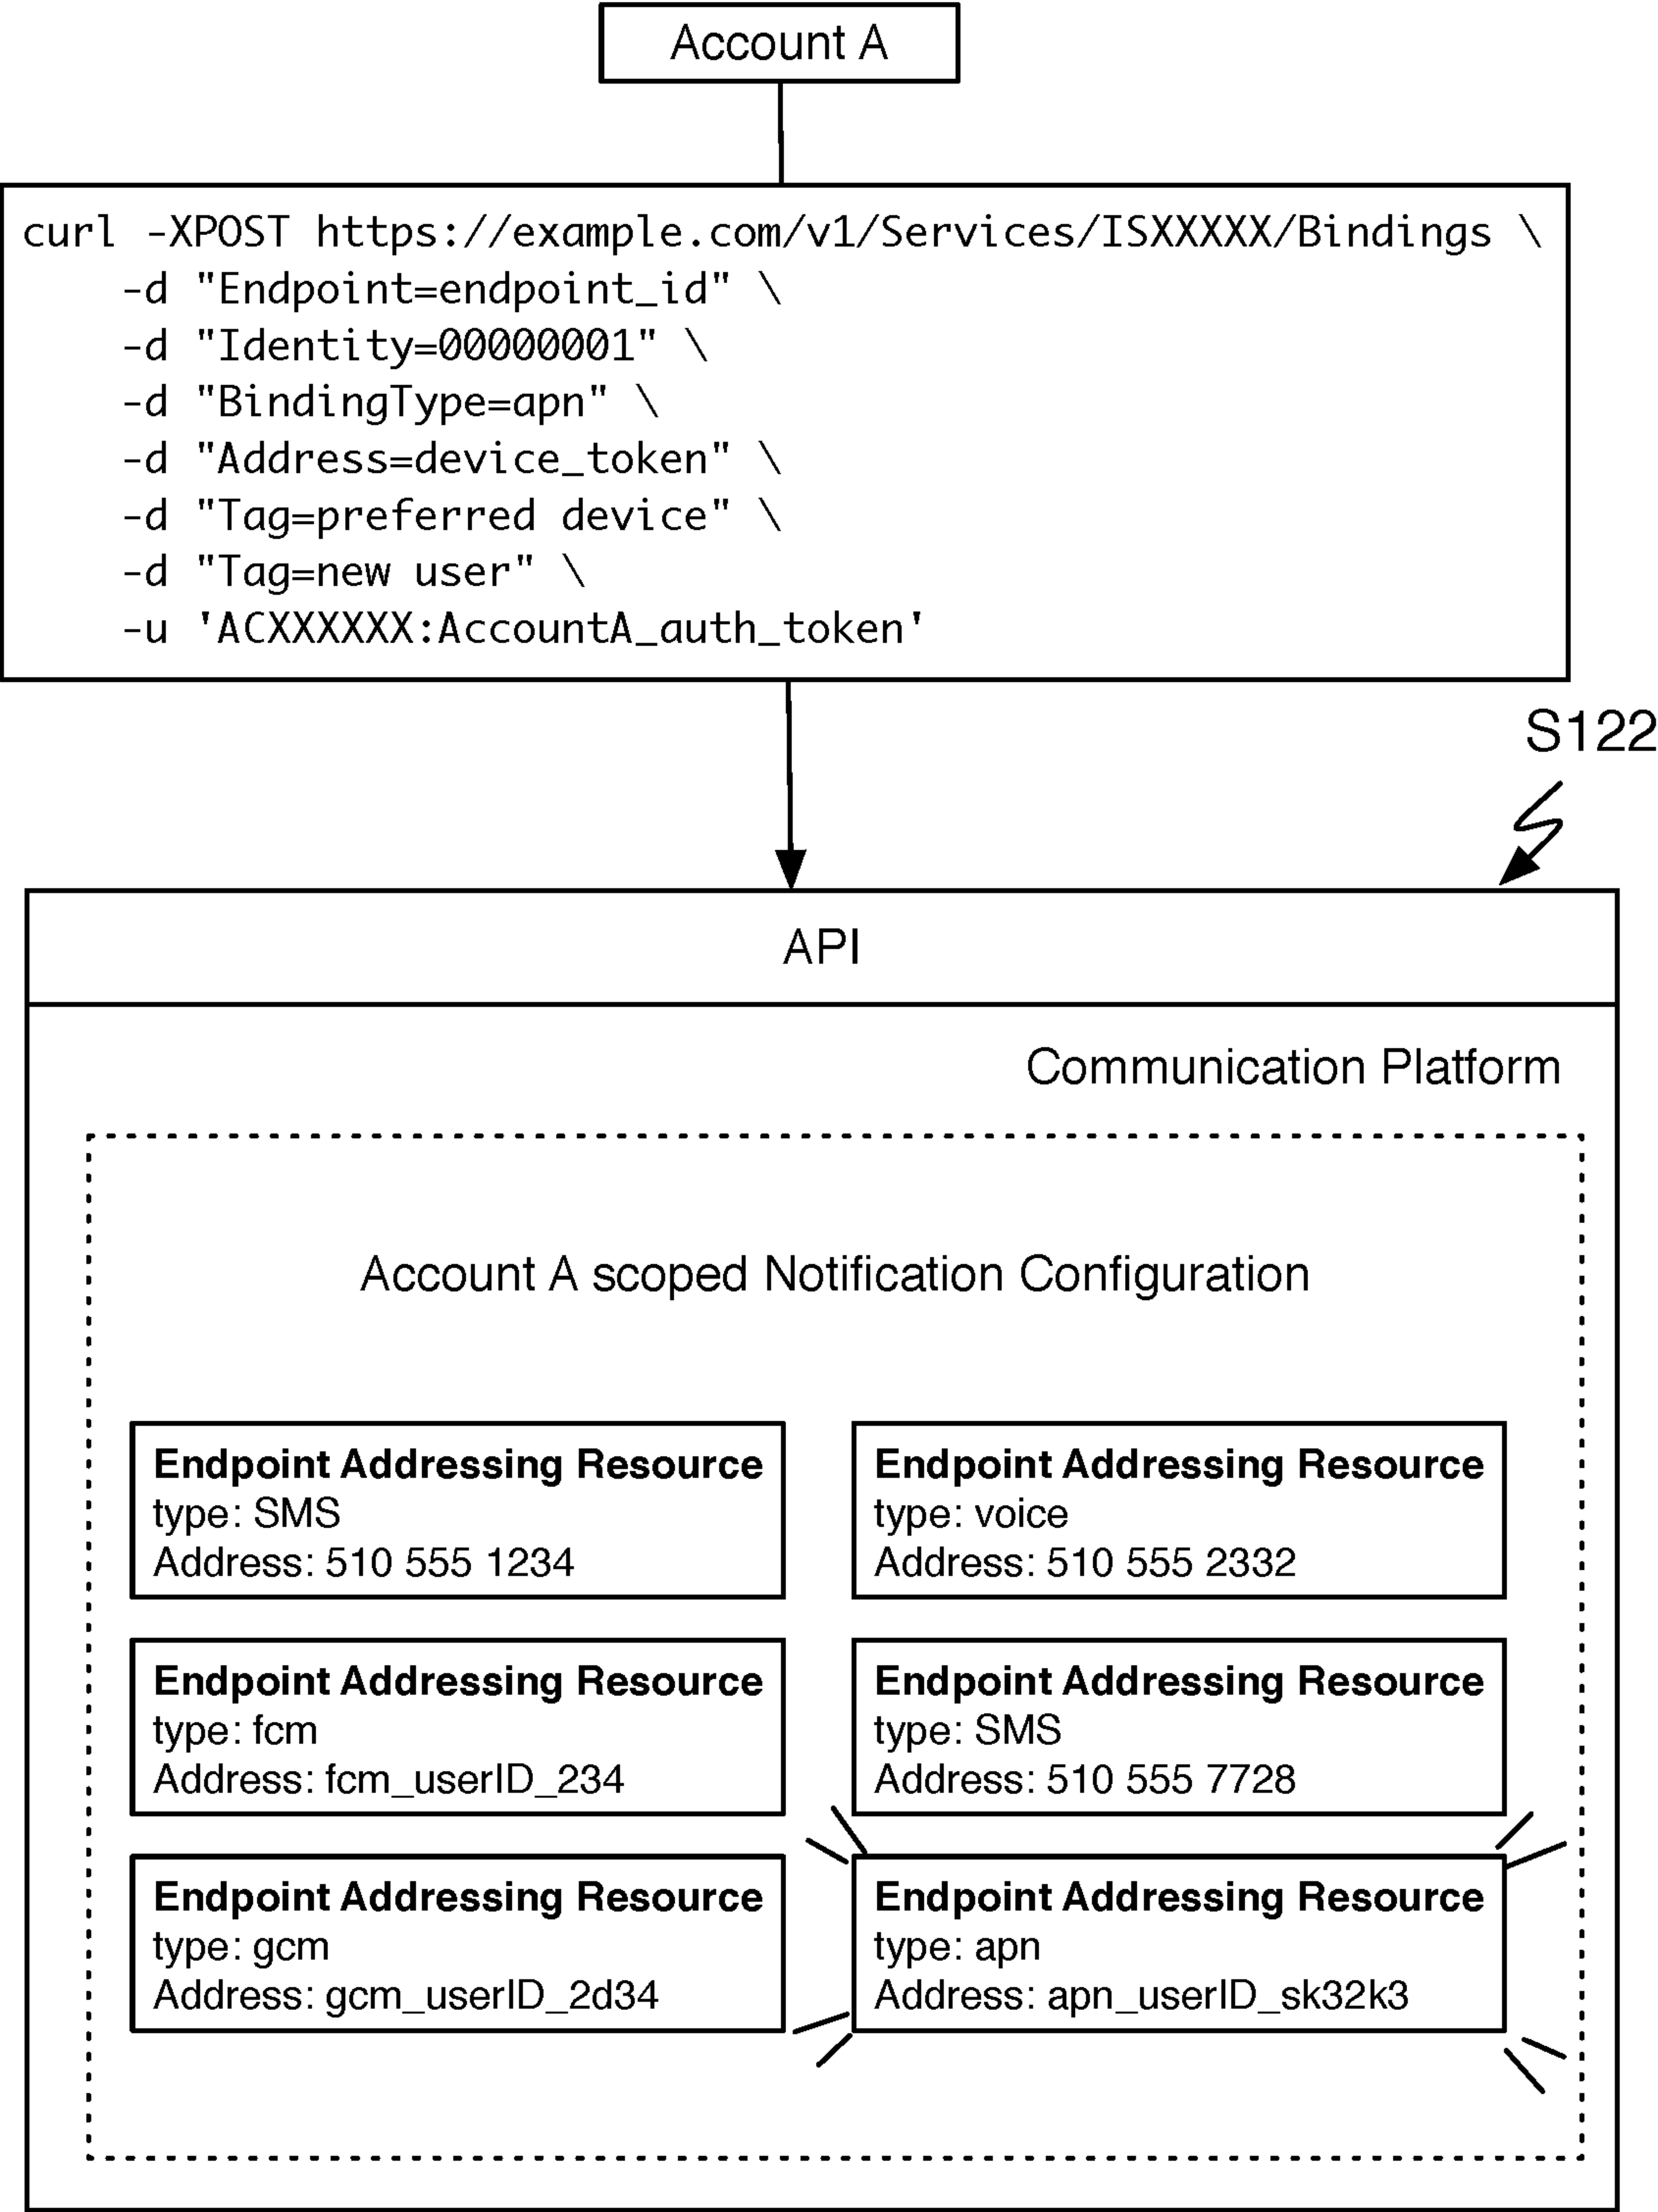 Account A
curl -XPOST https://example.com/v1/Services/ISXXXXX/Bindings \
-d "Endpoint=endpoint_id" \
-d "Identity=00000001" \
-d "BindingType=apn" \
-d "Address=device_token" \
-d "Tag=preferred device" \
-d "Tag=new user" \
-u 'ACXXXXXX:AccountA_auth_token'
S122
API
Communication Platform
Account A scoped Notification Configuration
Endpoint Addressing Resource
type: SMS
Address: 510 555 1234
Endpoint Addressing Resource
type: voice
Address: 510 555 2332
Endpoint Addressing Resource
type: fcm
Address: fcm_userID_234
Endpoint Addressing Resource
type: SMS
Address: 510 555 7728
Endpoint Addressing Resource
type: gcm
Address: gcm_userID_2d34
Endpoint Addressing Resource
type: apn
Address: apn_userID_sk32k3